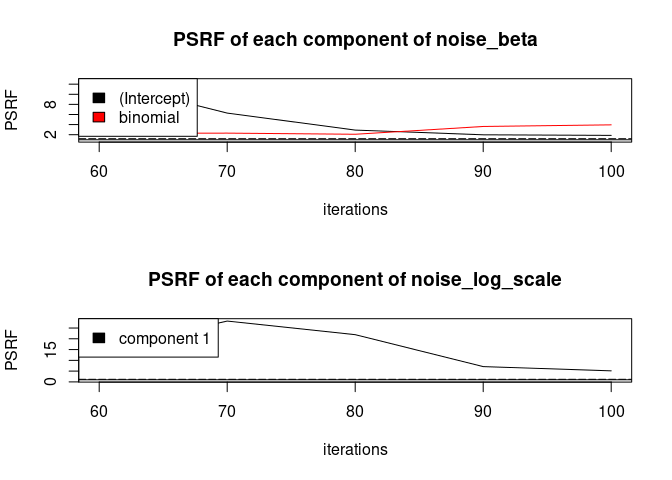 PSRF of each component of noise_beta
PSRF
8
2
(Intercept)
binomial
60 70 80 90 100
iterations
PSRF of each component of noise_log_scale
PSRF
15
0
component 1
60 70 80 90 100
iterations